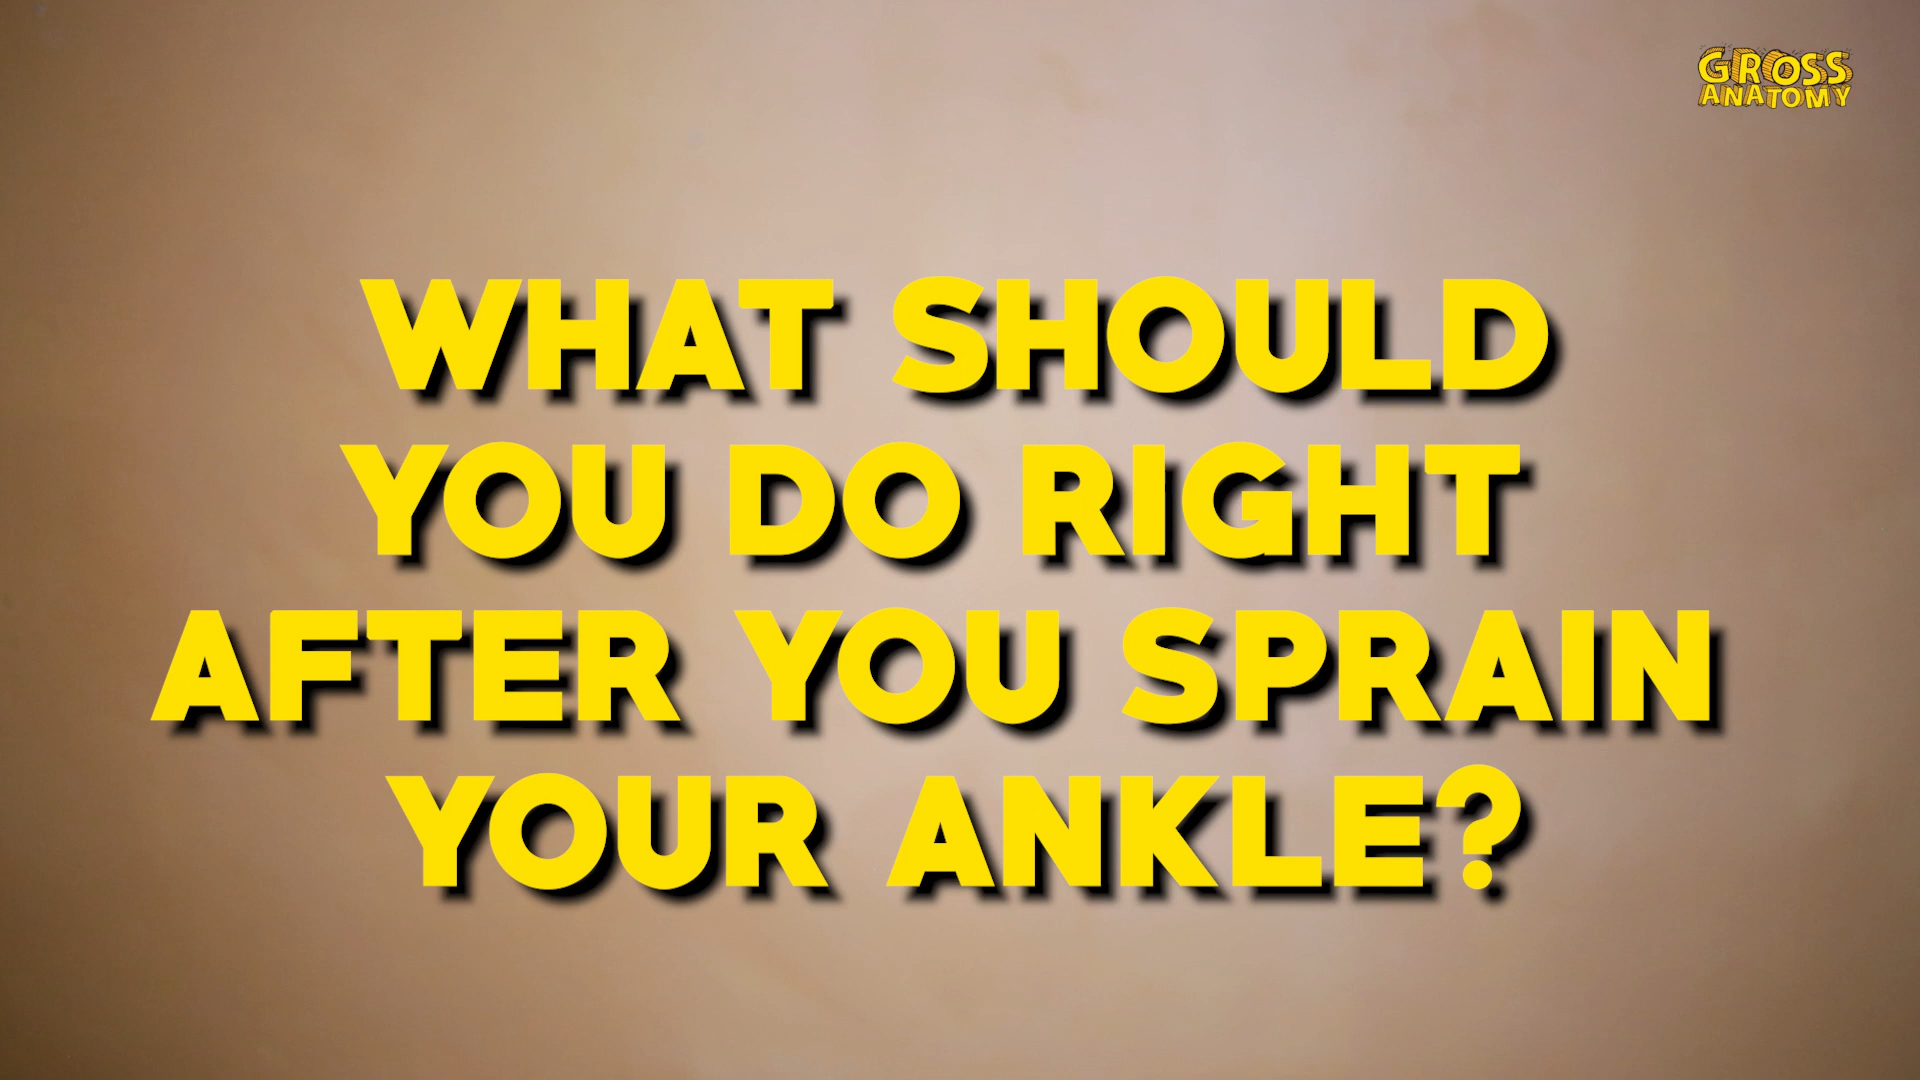 GROSS
ANATOMY
WHAT SHOULD
YOU DO RIGHT
AFTER YOU SPRAIN
YOUR ANKLE?